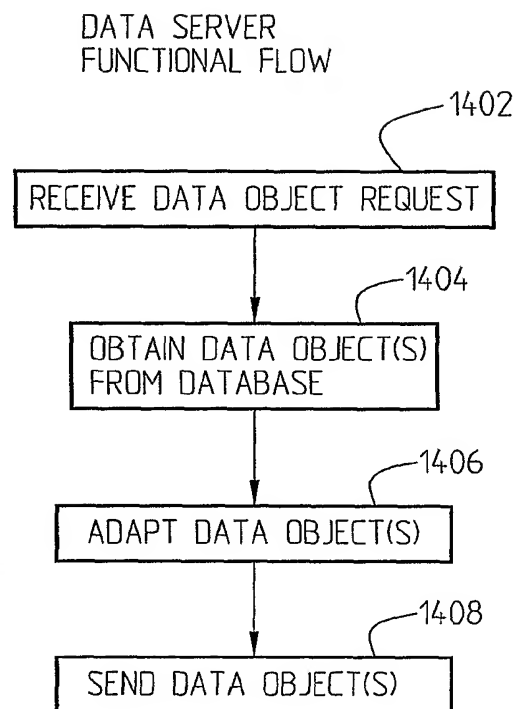 DATA SERVER
FUNCTIONAL FLOW
1402
RECEIVE DATA OBJECT REQUEST
1404
OBTAIN DATA OBJECT(S)
FROM DATABASE
1406
ADAPT DATA OBJECT(S)
1408
SEND DATA OBJECT(S)